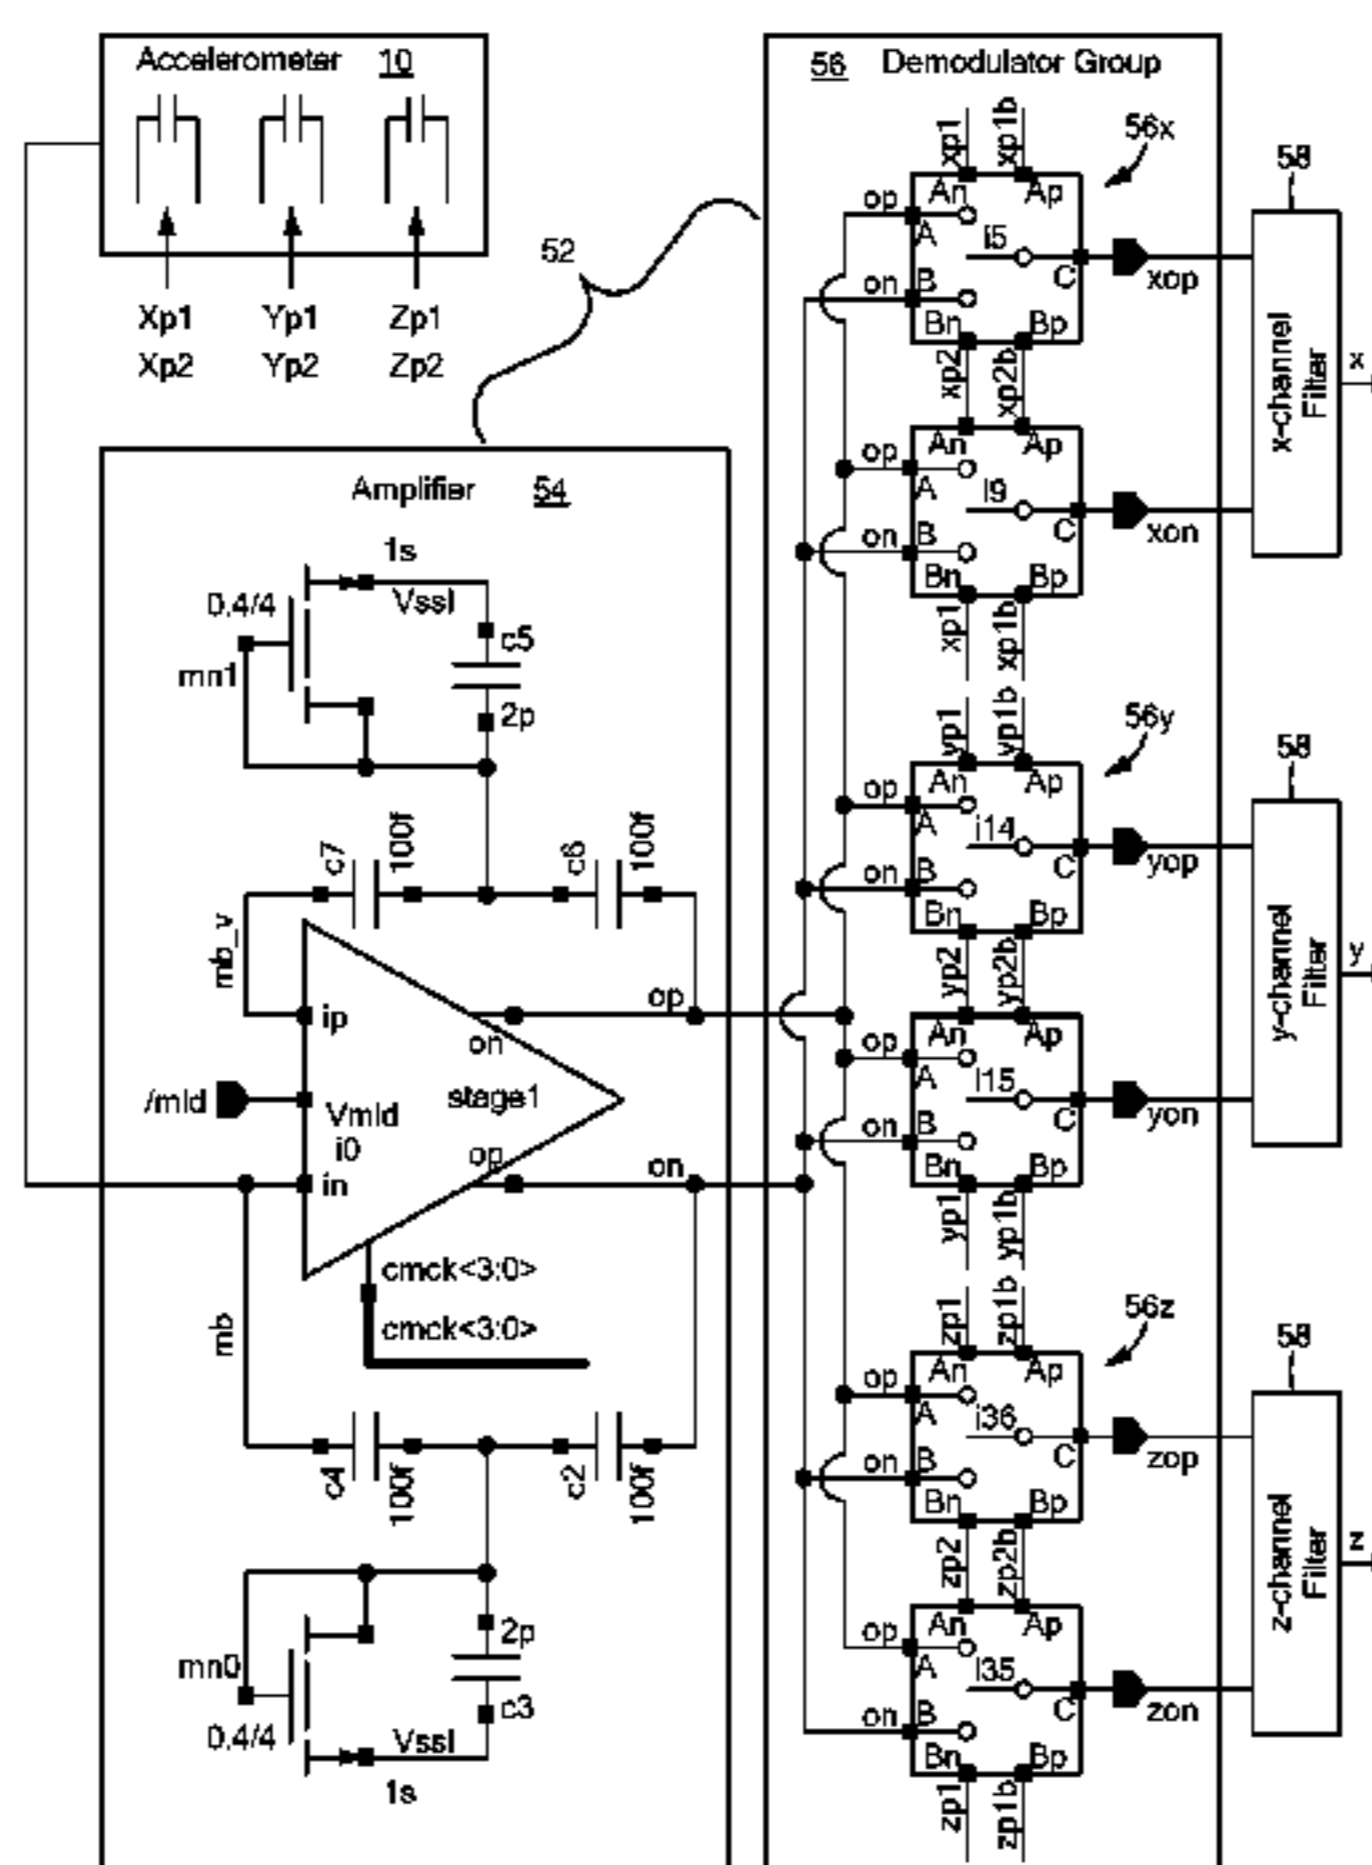 Accelerometer 10
Xp1
Xp2
Yp1
Yp2
Zp1
Zp2
52
Amplifier 54
1s
0.4/4
Vssl
mn1
c5
2p
c7
100f
c6
100f
mb_v
ip
on
op
/mid
Vmid
i0
stage1
in
op
on
cmck<3:0>
cmck<3:0>
mb
c4
100f
c2
100f
mn0
0.4/4
2p
c3
Vssl
1s
56 Demodulator Group
xp1
xp1b
56x
op
An
Ap
A
i5
on
B
C
xop
Bn
Bp
xp2
xp2b
op
An
Ap
A
i9
on
B
C
xon
Bn
Bp
xp1
xp1b
58
x-channel
Filter
x
yp1
yp1b
56y
op
An
Ap
A
i14
on
B
C
yop
Bn
Bp
yp2
yp2b
op
An
Ap
A
i15
on
B
C
yon
Bn
Bp
yp1
yp1b
58
y-channel
Filter
y
zp1
zp1b
56z
op
An
Ap
A
i36
on
B
C
zop
Bn
Bp
zp2
zp2b
op
An
Ap
A
i35
on
B
C
zon
Bn
Bp
zp1
zp1b
58
z-channel
Filter
z